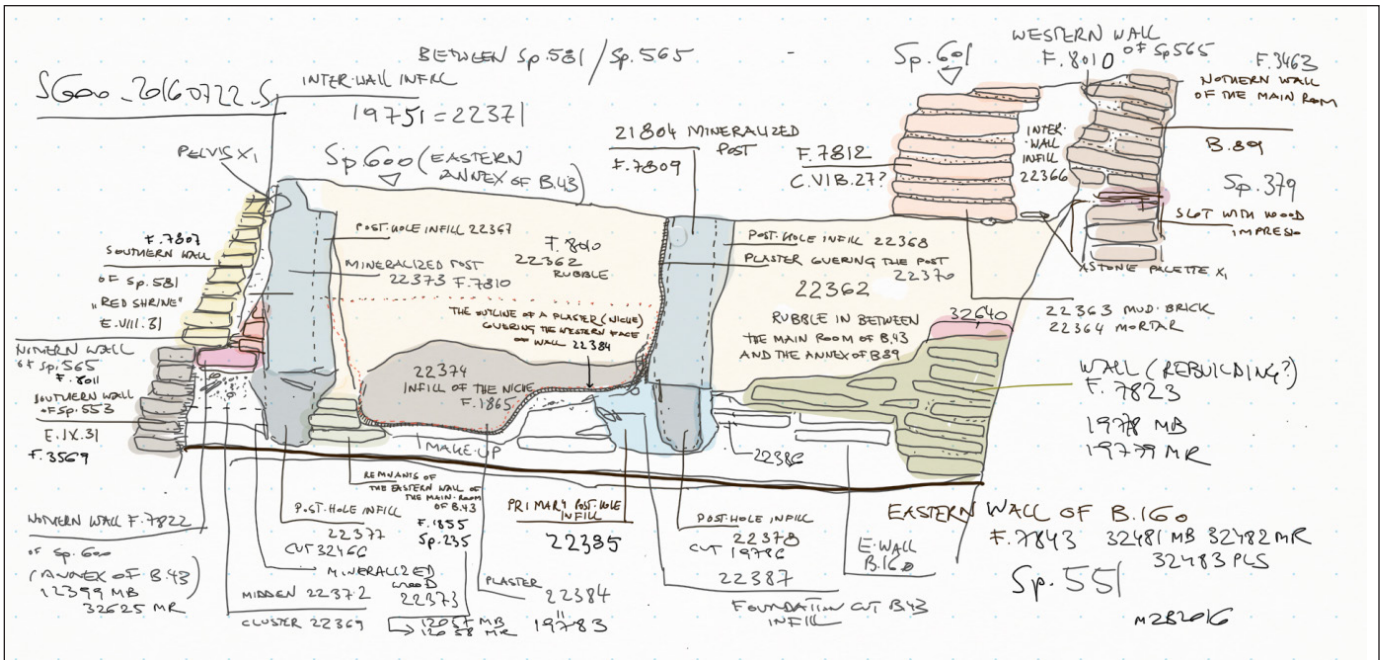 BETWEEN Sp.581 / Sp.565
SG600_20160722_S
INTER-WALL INFILL
19751 = 22371
PELVIS X1
Sp 600 (EASTERN
ANNEX OF B.43)
21804 MINERALIZED
POST
F.7809
Sp. 601
WESTERN WALL
F. 8010 OF Sp565
F. 3463
NOTHERN WALL
OF THE MAIN ROOM
B.89
Sp. 379
SLOT WITH WOOD
IMPRESIO
F.7812
C.VIB.27?
INTER-
WALL
INFILL
22366
A STONE PALETTE X1
22363 MUD-BRICK
22364 MORTAR
F.7807
SOUTHERN WALL
OF Sp.581
"RED SHRINE"
E.VIII.31
POST-HOLE INFILL 22367
MINERALIZED POST
22373 F.7810
F. 8010
22362
RUBBLE
THE OUTLINE OF A PLASTER (NICHE)
COVERING THE WESTERN FACE
OF WALL 22384
POST-HOLE INFILL 22368
PLASTER COVERING THE POST
22370
22362
RUBBLE IN BETWEEN
THE MAIN ROOM OF B.43
AND THE ANNEX OF B.89
32640
NOTHERN WALL
OF Sp.565
F. 8011
SOUTHERN WALL
OF Sp.553
E.IX.31
F.3569
22374
INFILL OF THE NICHE
F.1865
MAKE-UP
22386
WALL (REBUILDING?)
F. 7823
19778 MB
19779 MR
NOTHERN WALL F.7822
OF Sp.600
(ANNEX OF B.43)
12399 MB
32625 MR
POST-HOLE INFILL
22377
CUT 32466
MINERALIZED
WOOD
22373
MIDDEN 22372
CLUSTER 22369
REMNANTS OF
THE EASTERN WALL OF
THE MAIN-ROOM
OF B.43
F.1855
Sp.235
12057 MB
12058 MR
PLASTER
22384
=
19783
PRIMARY POST-HOLE
INFILL
22385
POST-HOLE INFILL
22378
CUT 19786
22387
FOUNDATION CUT B.43
INFILL
E-WALL
B.160
EASTERN WALL OF B.160
F.7843 32481 MB 32482 MR
32483 PLS
Sp. 551
M282016